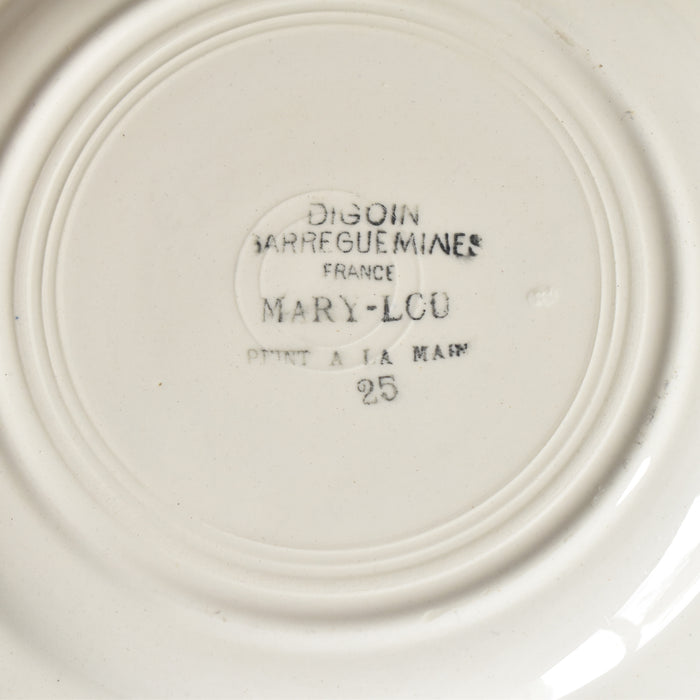 DIGOIN
SARREGUEMINES
FRANCE
MARY-LOU
PEINT A LA MAIN
25